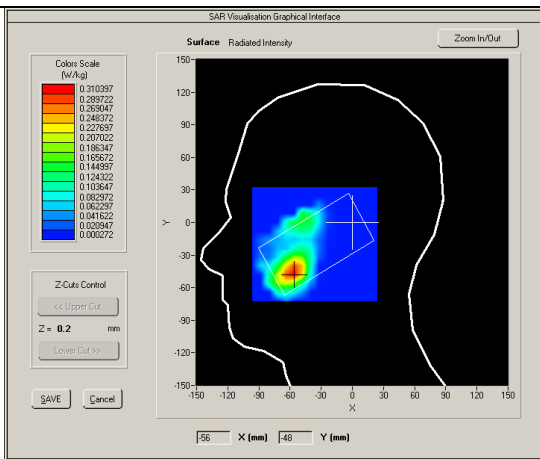 SAR Visualisation Graphical Interface
Surface Radiated Intensity
Zoom In/Out
Colors Scale
(W/kg)
0.310397
0.289722
0.269047
0.248372
0.227697
0.207022
0.186347
0.165672
0.144997
0.124322
0.103647
0.082972
0.062297
0.041622
0.020947
0.000272
Z-Cuts Control
<< Upper Cut
Z = 0.2 mm
Lower Cut >>
SAVE Cancel
150
120
90
60
30
0
-30
-60
-90
-120
-150
Y
-150 -120 -90 -60 -30 0 30 60 90 120 150
X
-56 X (mm) -48 Y (mm)